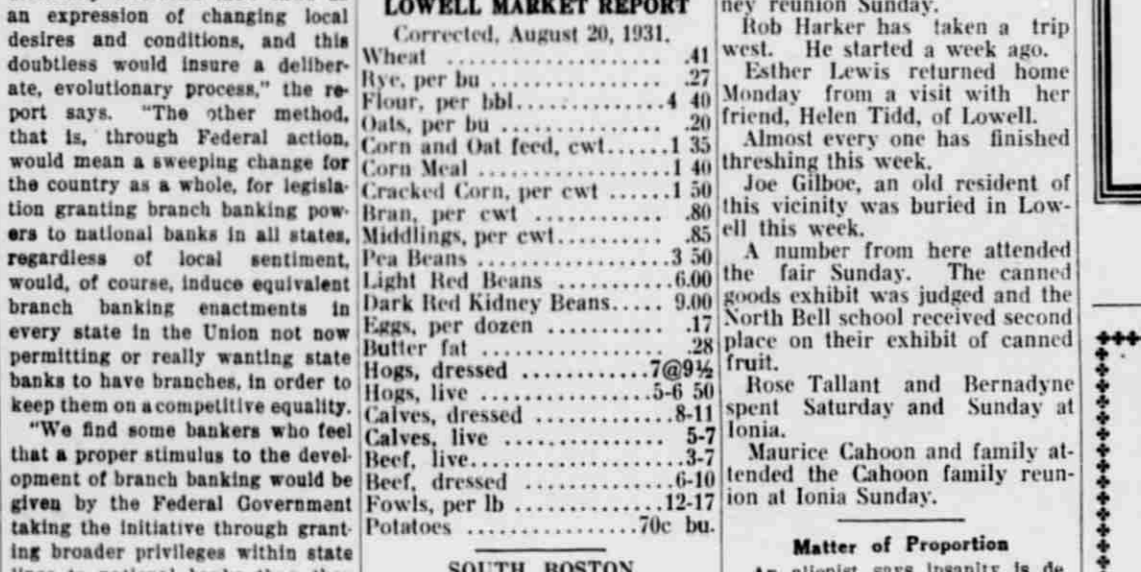 an expression of changing local
desires and conditions, and this
doubtless would insure a deliber-
ate, evolutionary process," the re-
port says. "The other method,
that is, through Federal action,
would mean a sweeping change for
the country as a whole, for legisla-
tion granting branch banking pow-
ers to national banks in all states,
regardless of local sentiment,
would, of course, induce equivalent
branch banking enactments in
every state in the Union not now
permitting or really wanting state
banks to have branches, in order to
keep them on a competitive equality.
"We find some bankers who feel
that a proper stimulus to the devel-
opment of branch banking would be
given by the Federal Government
taking the initiative through grant-
ing broader privileges within state
LOWELL MARKET REPORT
Corrected, August 20, 1931.
Wheat .................... .41
Rye, per bu .................. .27
Flour, per bbl..............4 40
Oats, per bu ................. .20
Corn and Oat feed, cwt......1 35
Corn Meal ..................1 40
Cracked Corn, per cwt .......1 50
Bran, per cwt ............ .80
Middlings, per cwt.......... .85
Pea Beans .................3 50
Light Red Beans ...........6.00
Dark Red Kidney Beans..... 9.00
Eggs, per dozen ........... .17
Butter fat .................. .28
Hogs, dressed ............7@9½
Hogs, live ...............5-6 50
Calves, dressed .............8-11
Calves, live ................ 5-7
Beef, live...................3-7
Beef, dressed ..............6-10
Fowls, per lb .............12-17
Potatoes ...............70c bu.
SOUTH BOSTON
ney reunion Sunday.
Rob Harker has taken a trip
west. He started a week ago.
Esther Lewis returned home
Monday from a visit with her
friend, Helen Tidd, of Lowell.
Almost every one has finished
threshing this week.
Joe Gilboe, an old resident of
this vicinity was buried in Low-
ell this week.
A number from here attended
the fair Sunday. The canned
goods exhibit was judged and the
North Bell school received second
place on their exhibit of canned
fruit.
Rose Tallant and Bernadyne
spent Saturday and Sunday at
Ionia.
Maurice Cahoon and family at-
tended the Cahoon family reun-
ion at Ionia Sunday.
Matter of Proportion
An alienist says insanity is de